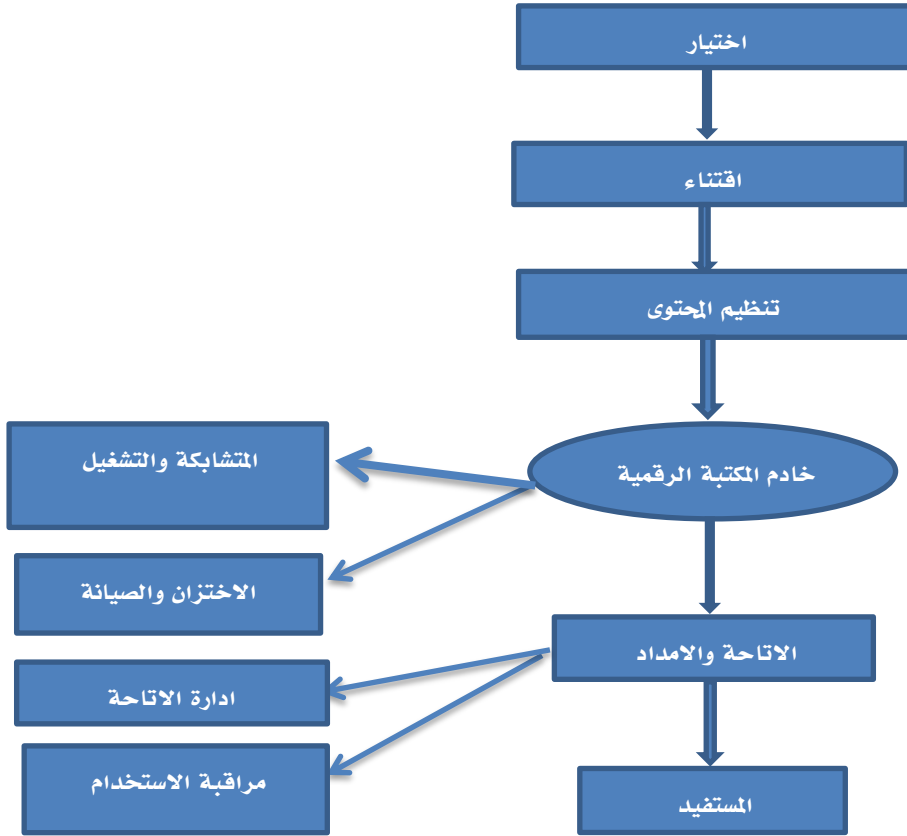 اختيار
اقتناء
تنظيم المحتوى
خادم المكتبة الرقمية
المتشابكة والتشغيل
الاختزان والصيانة
الاتاحة والامداد
ادارة الاتاحة
مراقبة الاستخدام
المستفيد